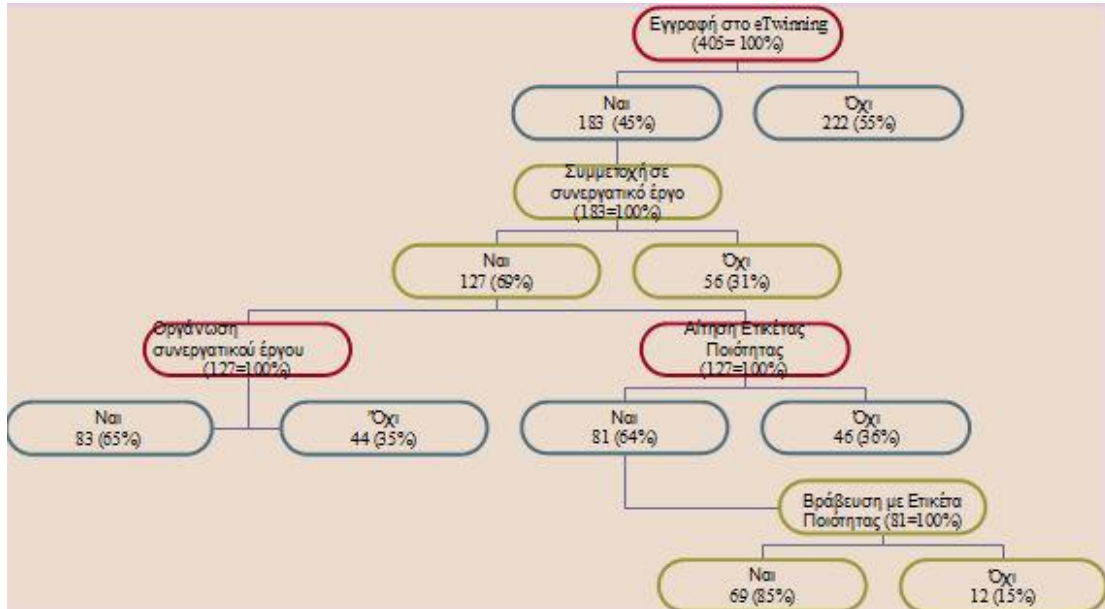 Εγγραφή στο eTwinning
(405= 100%)
Ναι
183 (45%)
Όχι
222 (55%)
Συμμετοχή σε
συνεργατικό έργο
(183=100%)
Ναι
127 (69%)
Όχι
56 (31%)
Οργάνωση
συνεργατικού έργου
(127=100%)
Αίτηση Ετικέτας
Ποιότητας
(127=100%)
Ναι
83 (65%)
Όχι
44 (35%)
Ναι
81 (64%)
Όχι
46 (36%)
Βράβευση με Ετικέτα
Ποιότητας (81=100%)
Ναι
69 (85%)
Όχι
12 (15%)